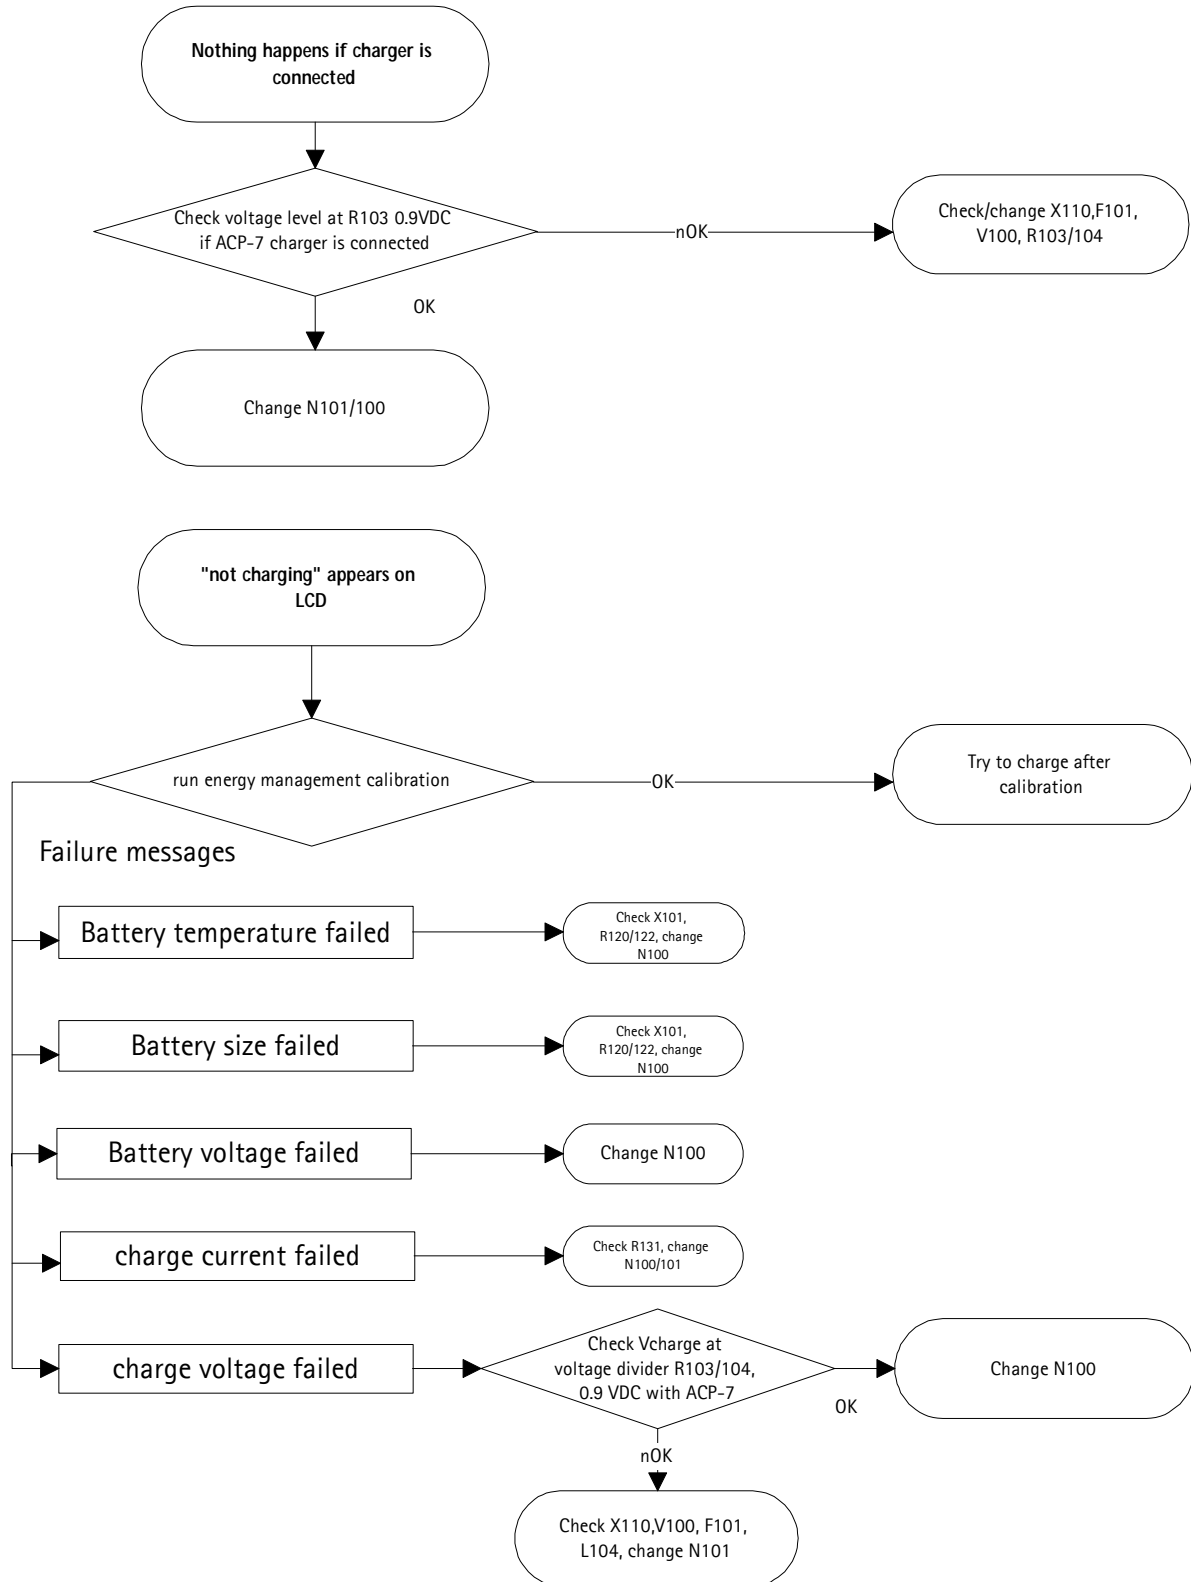 Nothing happens if charger is
connected
Check voltage level at R103 0.9VDC
if ACP-7 charger is connected
nOK
Check/change X110,F101,
V100, R103/104
OK
Change N101/100
"not charging" appears on
LCD
run energy management calibration
OK
Try to charge after
calibration
Failure messages
Battery temperature failed
Check X101,
R120/122, change
N100
Battery size failed
Check X101,
R120/122, change
N100
Battery voltage failed
Change N100
charge current failed
Check R131, change
N100/101
charge voltage failed
Check Vcharge at
voltage divider R103/104,
0.9 VDC with ACP-7
OK
Change N100
nOK
Check X110,V100, F101,
L104, change N101